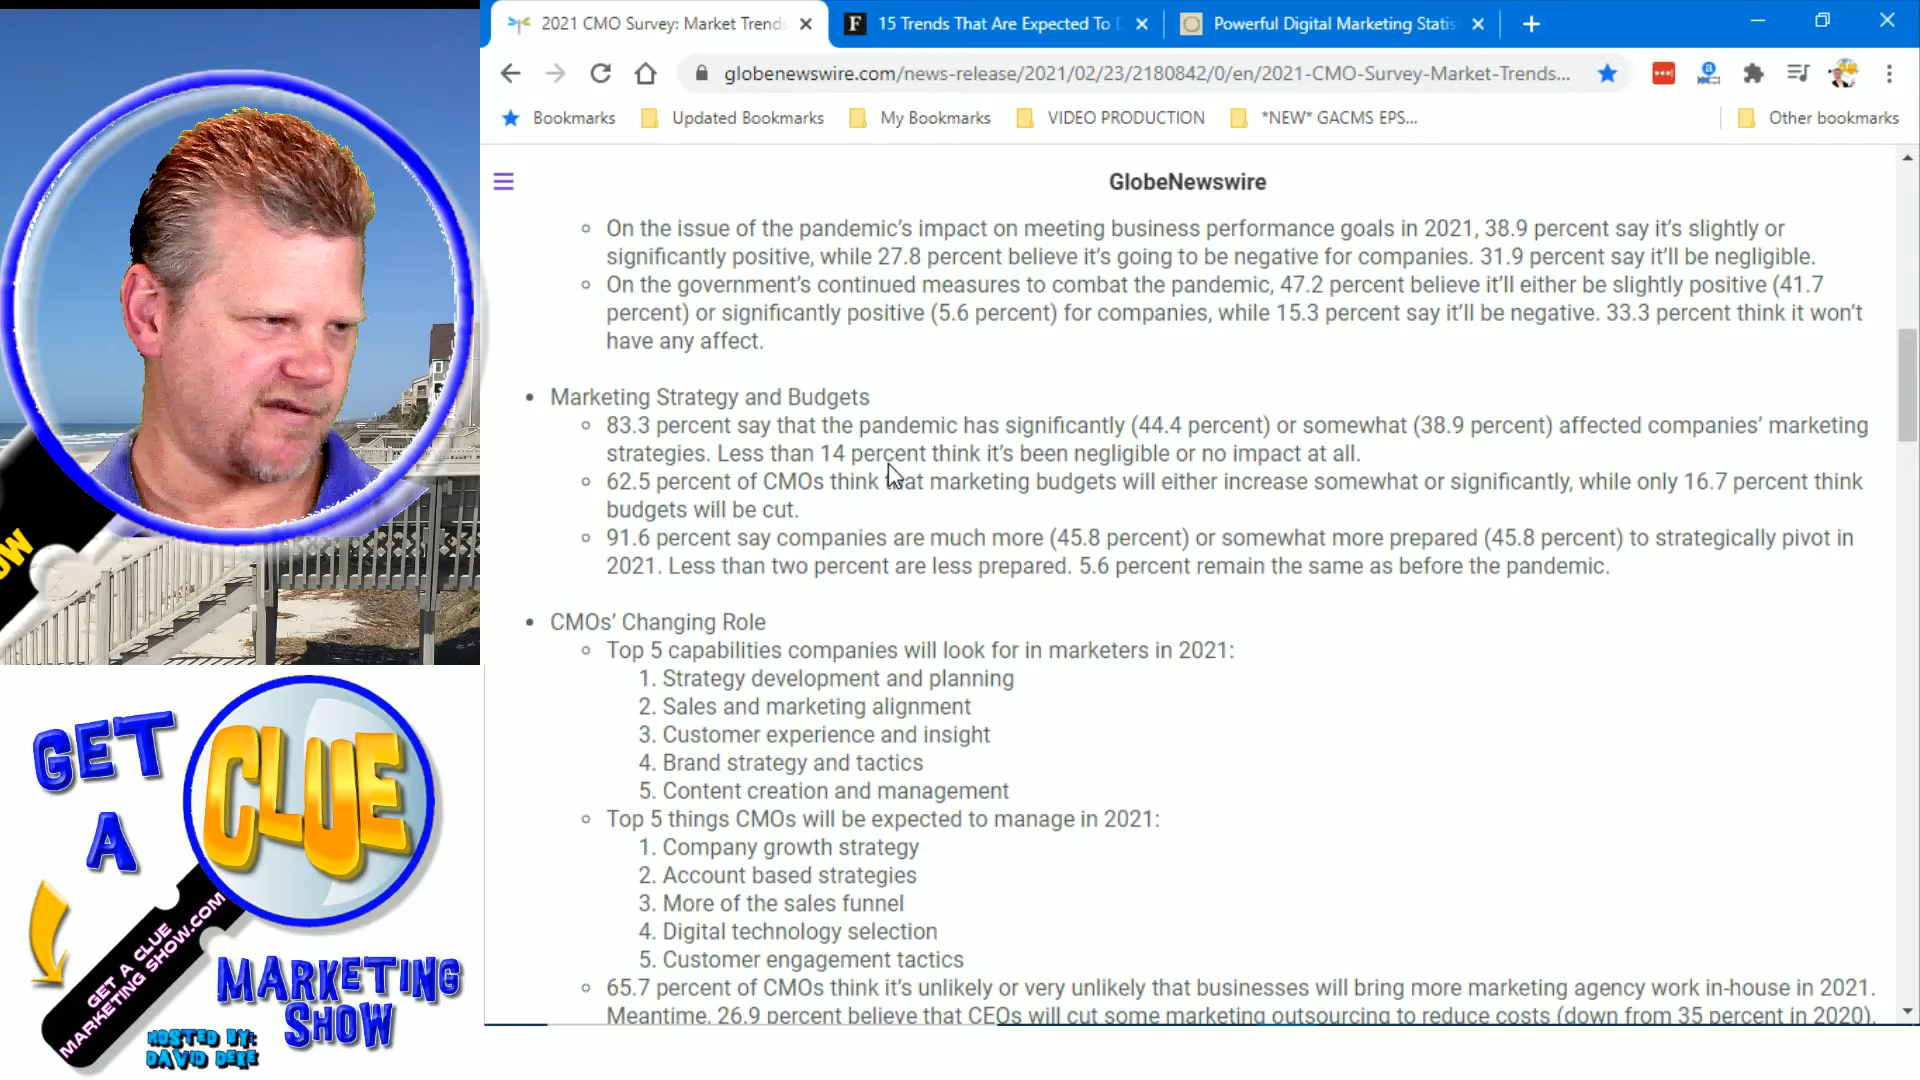 2021 CMO Survey: Market Trends
15 Trends That Are Expected To D
Powerful Digital Marketing Statis
globenewswire.com/news-release/2021/02/23/2180842/0/en/2021-CMO-Survey-Market-Trends...
Bookmarks
Updated Bookmarks
My Bookmarks
VIDEO PRODUCTION
*NEW* GACMS EPS...
Other bookmarks
GlobeNewswire
On the issue of the pandemic's impact on meeting business performance goals in 2021, 38.9 percent say it's slightly or
significantly positive, while 27.8 percent believe it's going to be negative for companies. 31.9 percent say it'll be negligible.
On the government's continued measures to combat the pandemic, 47.2 percent believe it'll either be slightly positive (41.7
percent) or significantly positive (5.6 percent) for companies, while 15.3 percent say it'll be negative. 33.3 percent think it won't
have any affect.
Marketing Strategy and Budgets
83.3 percent say that the pandemic has significantly (44.4 percent) or somewhat (38.9 percent) affected companies' marketing
strategies. Less than 14 percent think it's been negligible or no impact at all.
62.5 percent of CMOs think that marketing budgets will either increase somewhat or significantly, while only 16.7 percent think
budgets will be cut.
91.6 percent say companies are much more (45.8 percent) or somewhat more prepared (45.8 percent) to strategically pivot in
2021. Less than two percent are less prepared. 5.6 percent remain the same as before the pandemic.
CMOs' Changing Role
Top 5 capabilities companies will look for in marketers in 2021:
1. Strategy development and planning
2. Sales and marketing alignment
3. Customer experience and insight
4. Brand strategy and tactics
5. Content creation and management
Top 5 things CMOs will be expected to manage in 2021:
1. Company growth strategy
2. Account based strategies
3. More of the sales funnel
4. Digital technology selection
5. Customer engagement tactics
65.7 percent of CMOs think it's unlikely or very unlikely that businesses will bring more marketing agency work in-house in 2021.
Meantime, 26.9 percent believe that CEOs will cut some marketing outsourcing to reduce costs (down from 35 percent in 2020).
OW
GET
A
CLUE
GET A CLUE
MARKETING SHOW.COM
MARKETING
SHOW
HOSTED BY:
DAVID DEKE